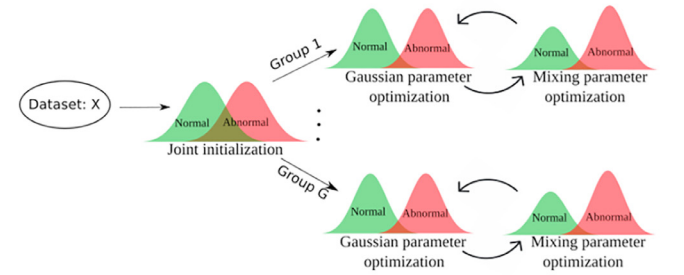 Dataset: X
Normal Abnormal
Joint initialization
Group 1
Normal Abnormal
Gaussian parameter
optimization
Normal Abnormal
Mixing parameter
optimization
Group G
Normal Abnormal
Gaussian parameter
optimization
Normal Abnormal
Mixing parameter
optimization